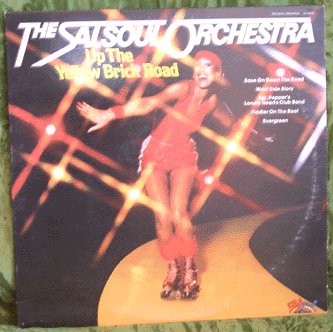 THE SALSOUL ORCHESTRA
Up The
Yellow Brick Road
Ease On Down The Road
West Side Story
Sgt. Pepper's
Lonely Hearts Club Band
Fiddler On The Roof
Evergreen